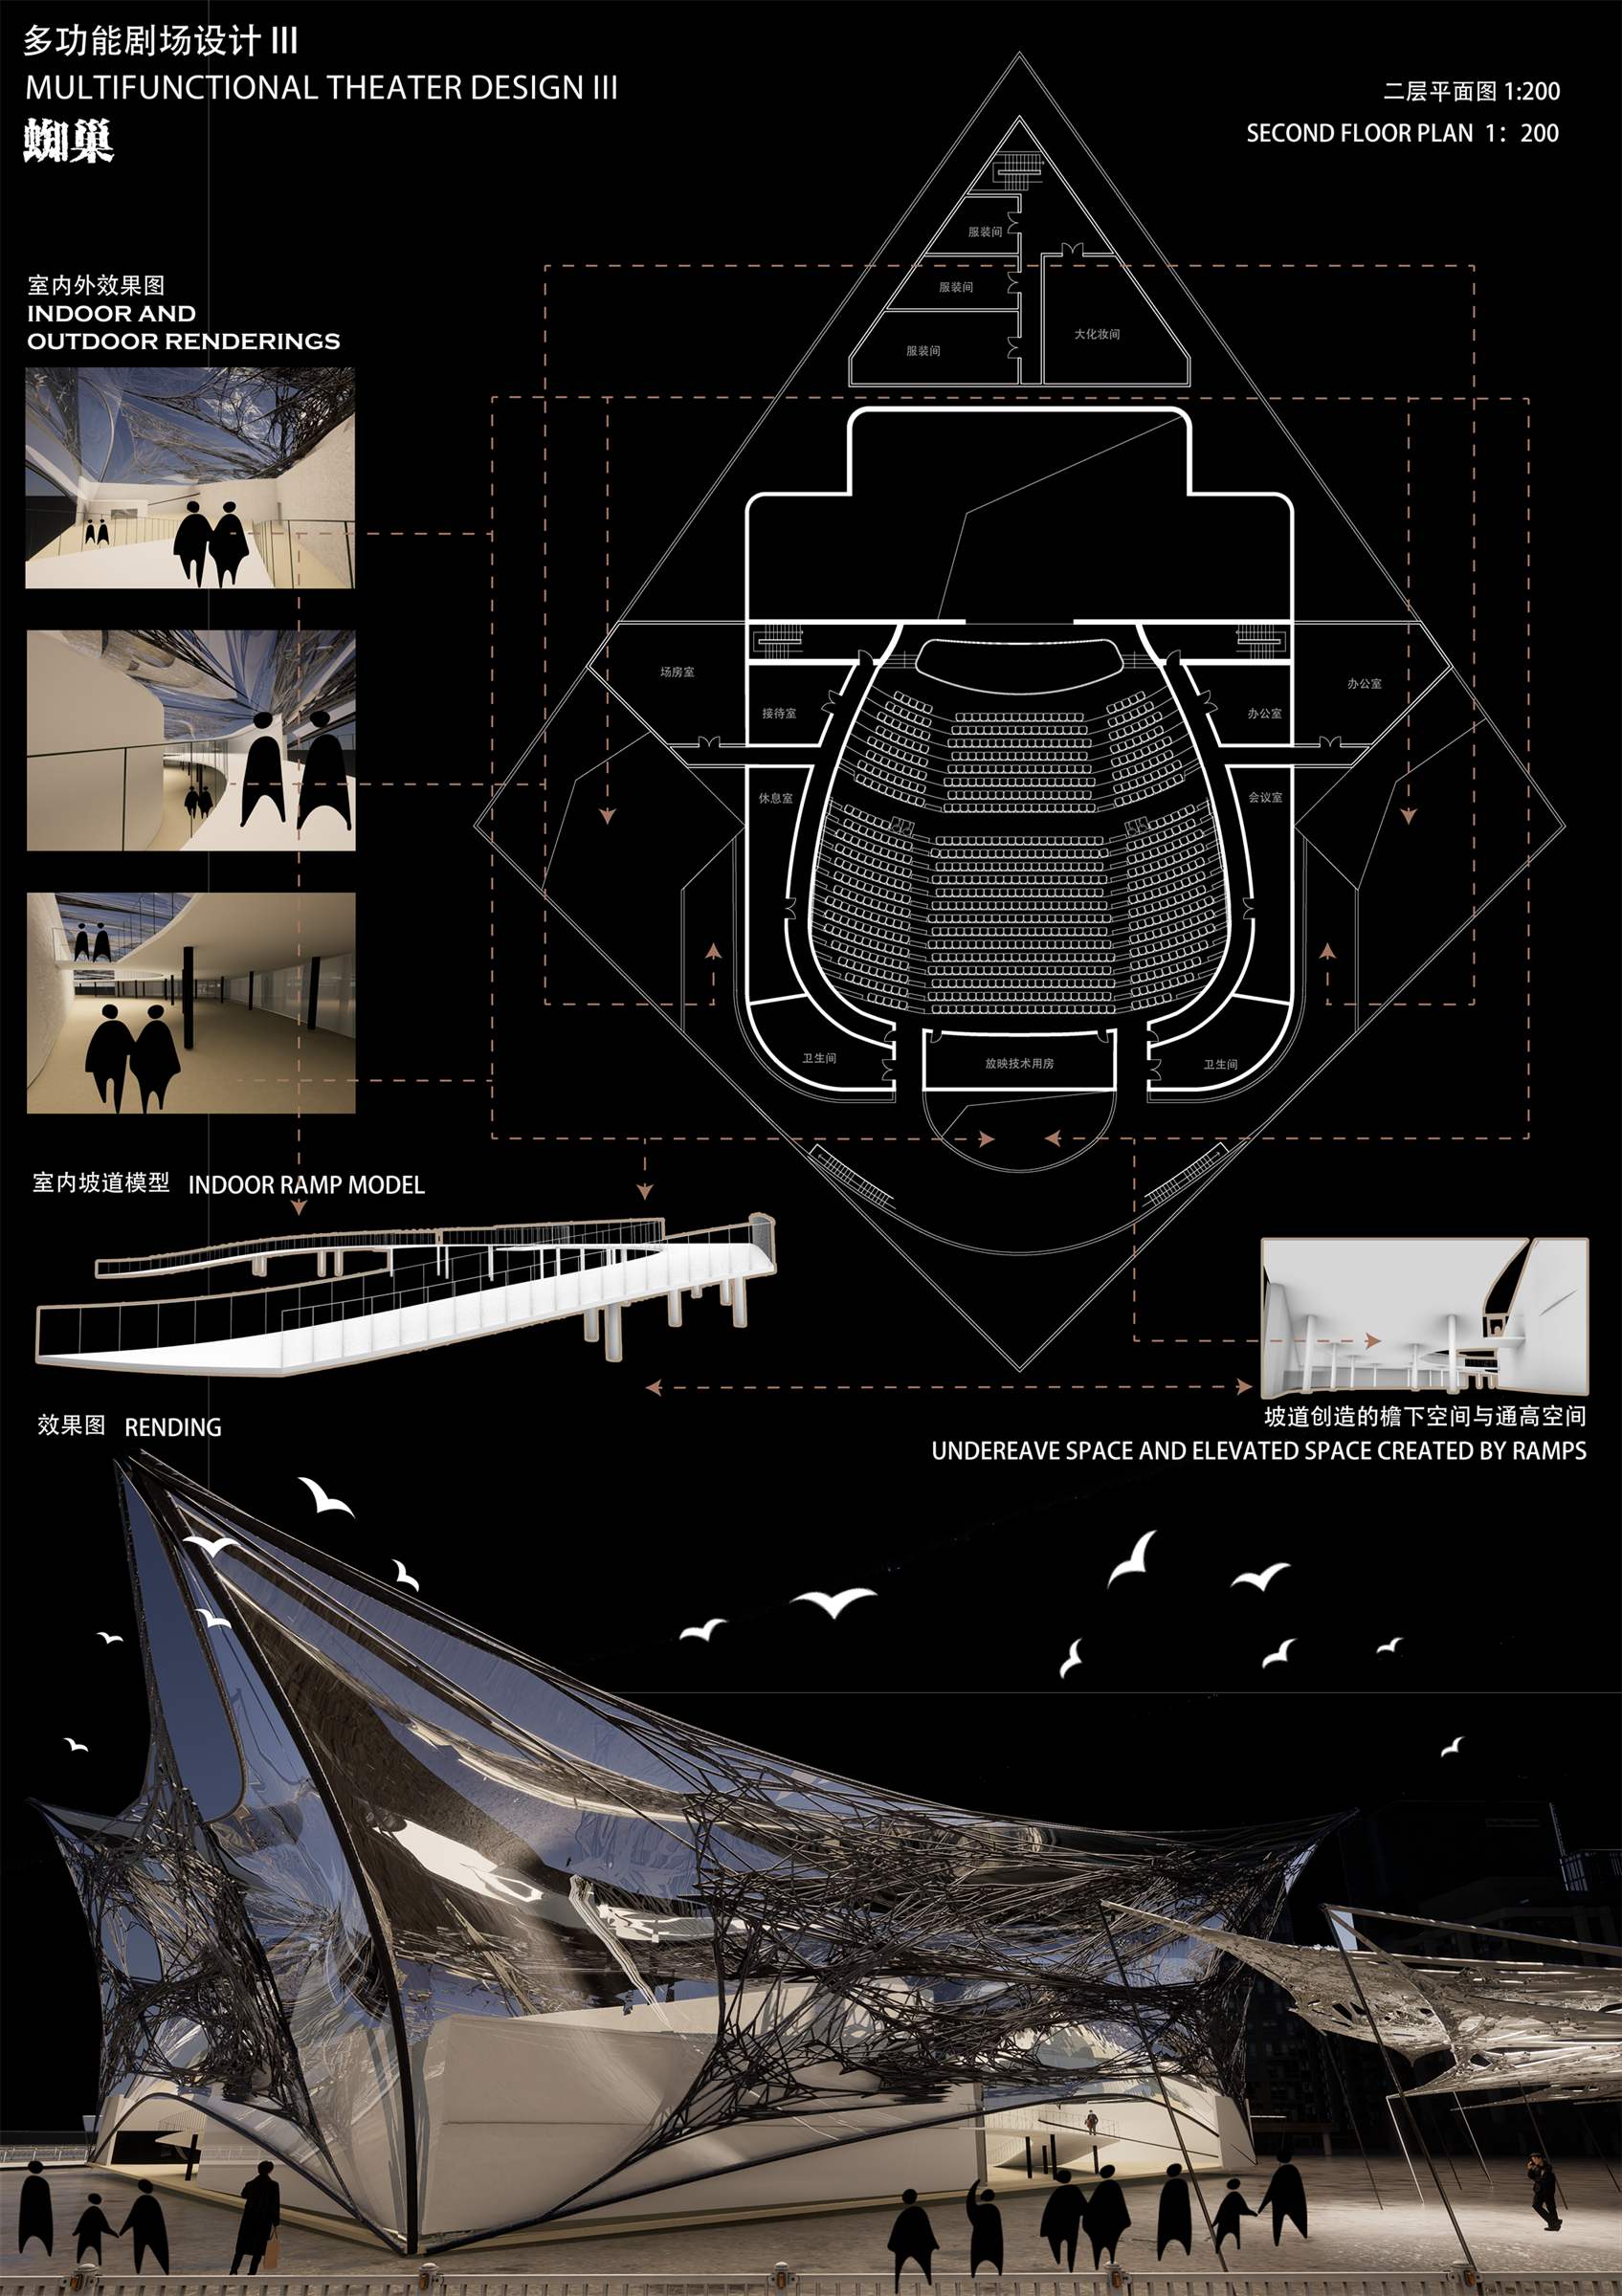 多功能剧场设计 III
MULTIFUNCTIONAL THEATER DESIGN III
蜘巢
二层平面图 1:200
SECOND FLOOR PLAN 1：200
室内外效果图
INDOOR AND
OUTDOOR RENDERINGS
服装间
服装间
大化妆间
服装间
场房室
办公室
接待室
办公室
休息室
会议室
卫生间
放映技术用房
卫生间
室内坡道模型 INDOOR RAMP MODEL
坡道创造的檐下空间与通高空间
UNDEREAVE SPACE AND ELEVATED SPACE CREATED BY RAMPS
效果图 RENDING